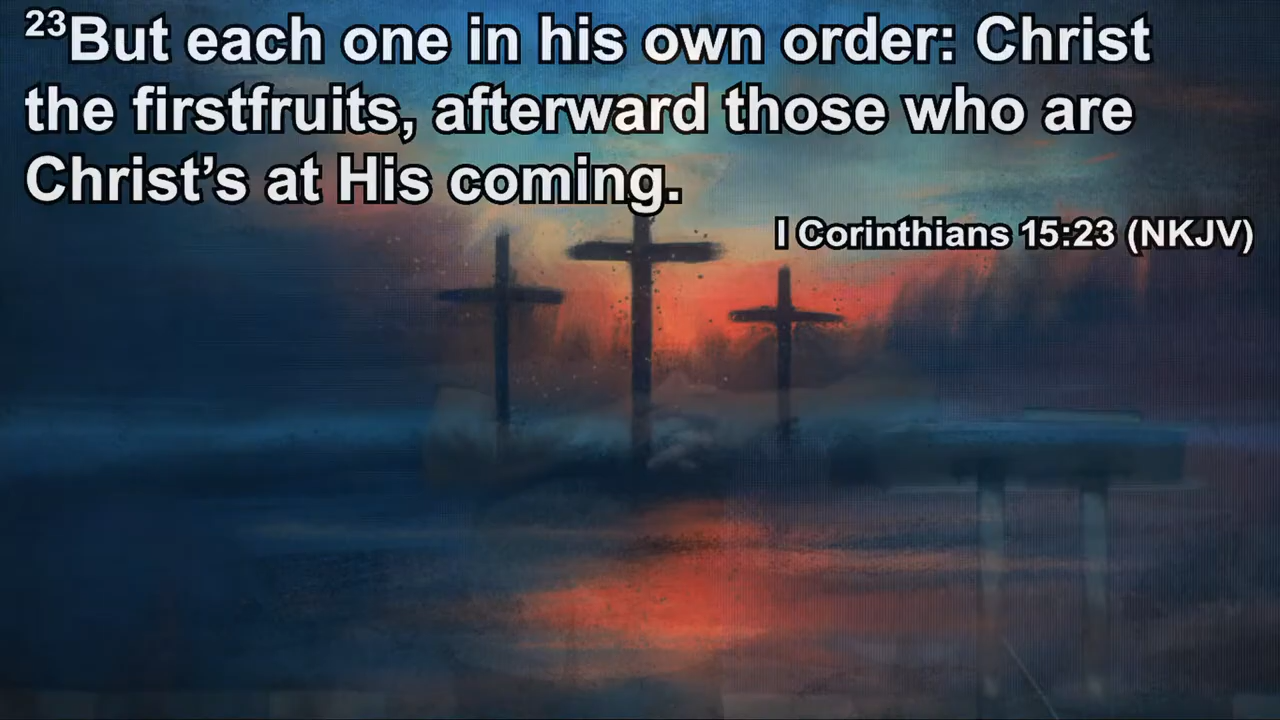 ²³But each one in his own order: Christ
the firstfruits, afterward those who are
Christ’s at His coming.
I Corinthians 15:23 (NKJV)